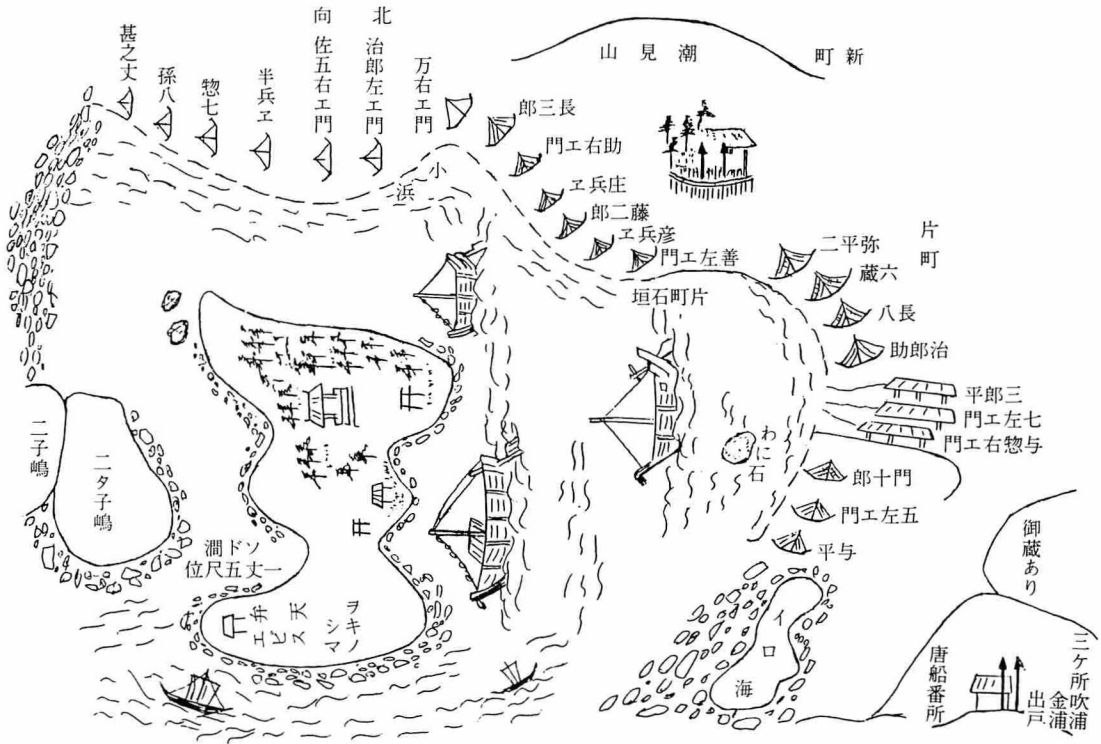 新町
潮見山
片町
北
向
甚之丈
孫八
惣七
半兵ヱ
佐五右エ門
治郎左エ門
万右エ門
長三郎
助右エ門
庄兵ヱ
藤二郎
彦兵ヱ
善左エ門
弥平二
六蔵
長八
治郎助
三郎平
七左エ門
与惣右エ門
門十郎
五左エ門
与平
小浜
片町石垣
わに石
二子嶋
二タ子嶋
ソド澗
一丈五尺位
ヲキノ
シマ
弁天
エビス
イロ海
御蔵あり
三ケ所吹浦
金浦
出戸
唐船番所